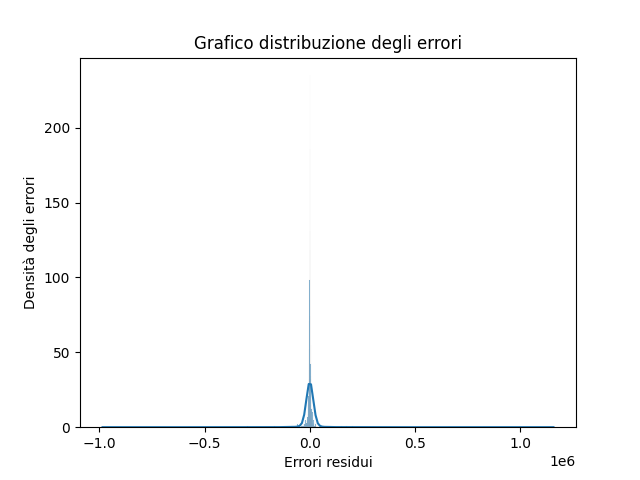 Grafico distribuzione degli errori
Densità degli errori
200
150
100
50
0
−1.0 −0.5 0.0 0.5 1.0
1e6
Errori residui